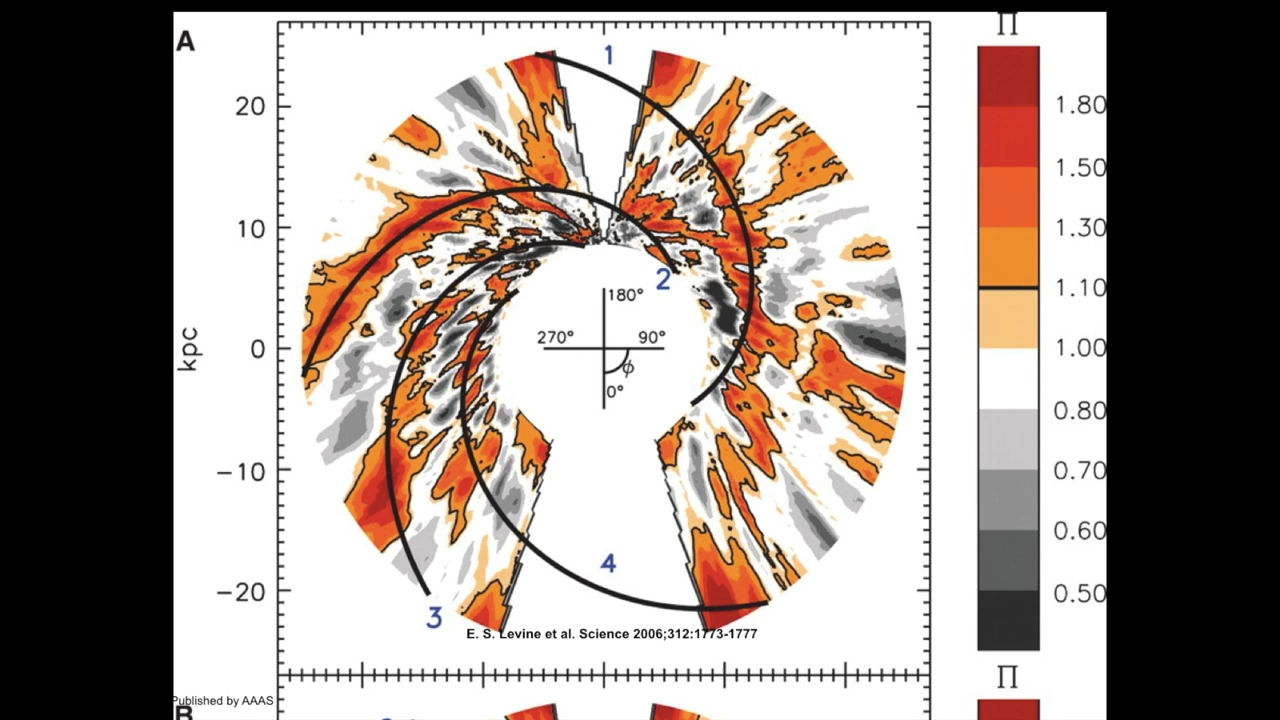 A
Π
1
20
10
0
−10
−20
kpc
2
180°
270°
90°
ϕ
0°
4
3
1.80
1.50
1.30
1.10
1.00
0.80
0.70
0.60
0.50
E. S. Levine et al. Science 2006;312:1773-1777
Published by AAAS
Π
B